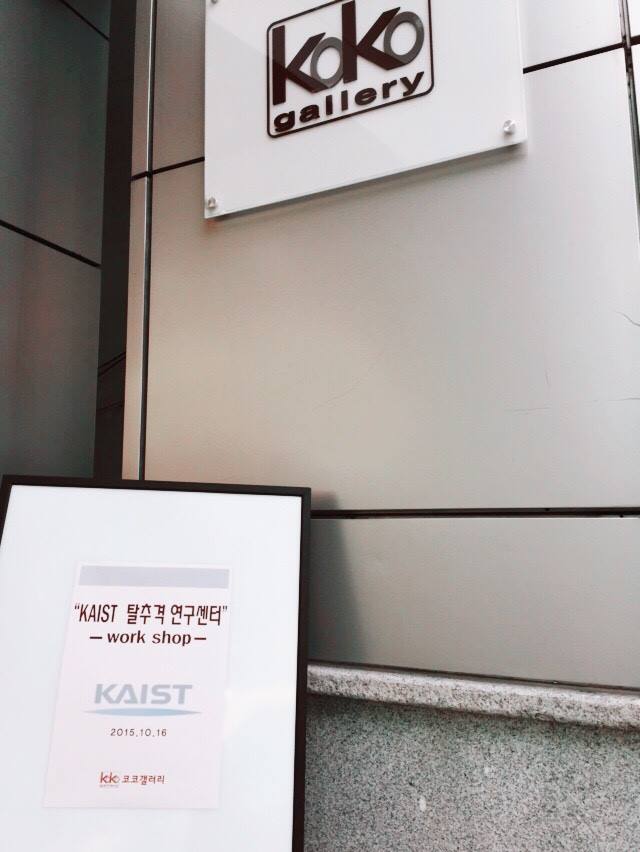 koko
gallery
“KAIST 탈추격 연구센터”
– work shop –
KAIST
2015.10.16
koko 코코갤러리